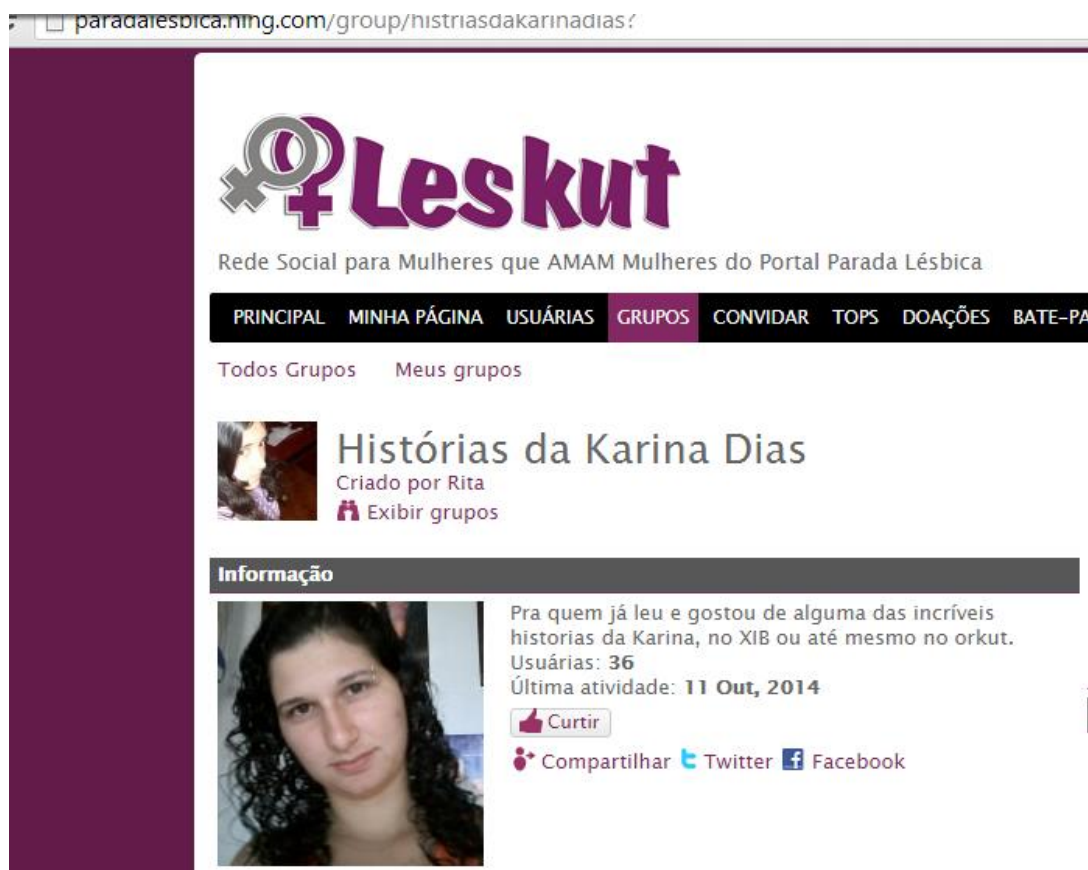 paradalesbica.ning.com/group/histriasdakarinadias?
Leskut
Rede Social para Mulheres que AMAM Mulheres do Portal Parada Lésbica
PRINCIPAL MINHA PÁGINA USUÁRIAS GRUPOS CONVIDAR TOPS DOAÇÕES BATE-PA
Todos Grupos Meus grupos
Histórias da Karina Dias
Criado por Rita
Exibir grupos
Informação
Pra quem já leu e gostou de alguma das incríveis
historias da Karina, no XIB ou até mesmo no orkut.
Usuárias: 36
Última atividade: 11 Out, 2014
Curtir
Compartilhar Twitter Facebook